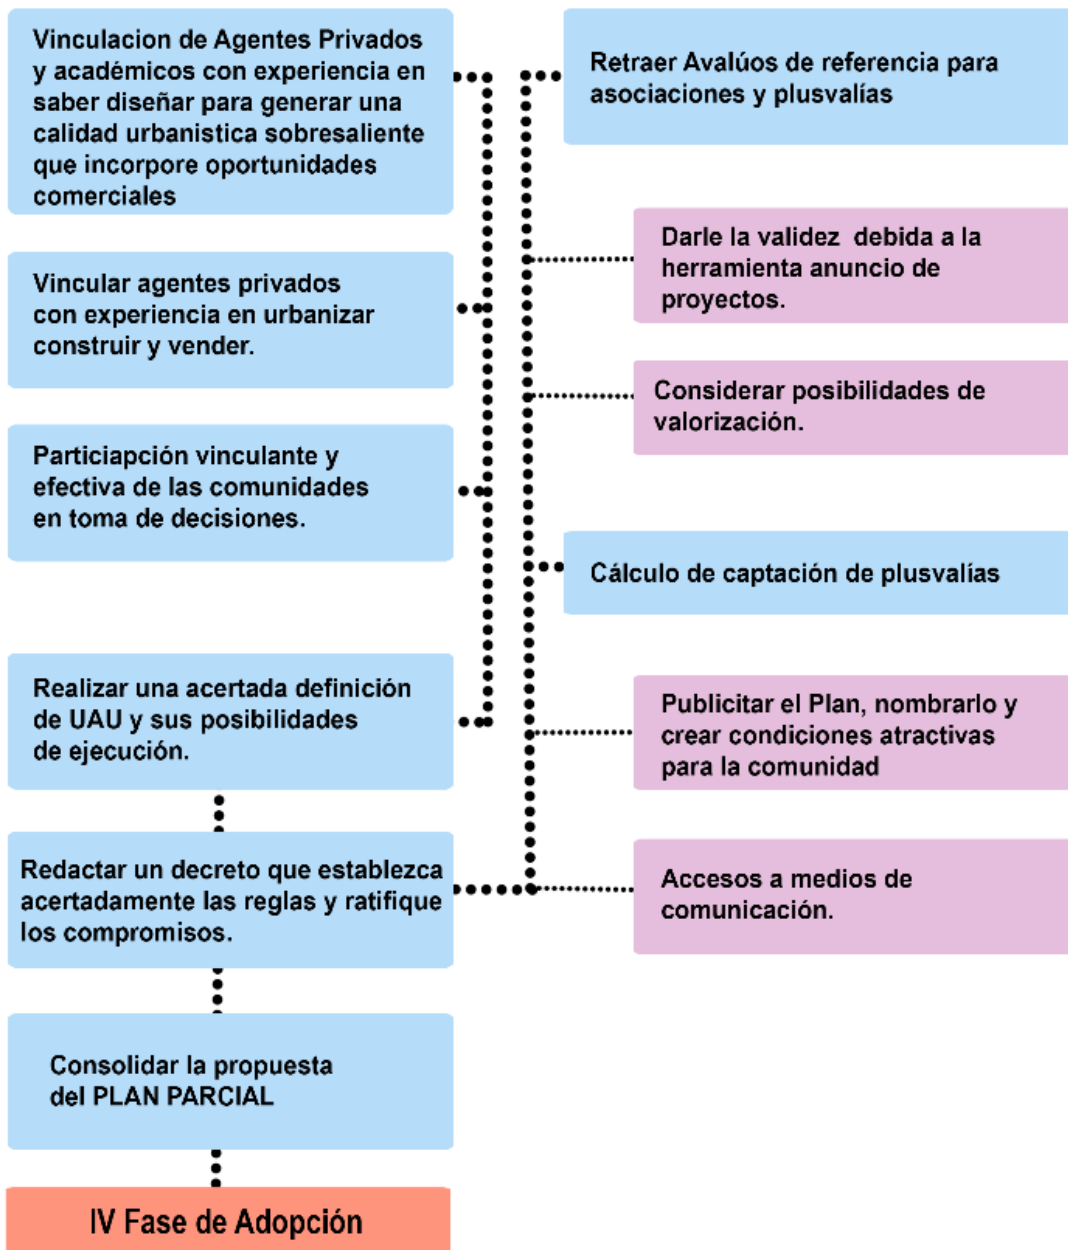 Vinculacion de Agentes Privados
y académicos con experiencia en
saber diseñar para generar una
calidad urbanistica sobresaliente
que incorpore oportunidades
comerciales
Vincular agentes privados
con experiencia en urbanizar
construir y vender.
Particiapción vinculante y
efectiva de las comunidades
en toma de decisiones.
Realizar una acertada definición
de UAU y sus posibilidades
de ejecución.
Redactar un decreto que establezca
acertadamente las reglas y ratifique
los compromisos.
Consolidar la propuesta
del PLAN PARCIAL
IV Fase de Adopción
Retraer Avalúos de referencia para
asociaciones y plusvalías
Darle la validez debida a la
herramienta anuncio de
proyectos.
Considerar posibilidades de
valorización.
Cálculo de captación de plusvalías
Publicitar el Plan, nombrarlo y
crear condiciones atractivas
para la comunidad
Accesos a medios de
comunicación.